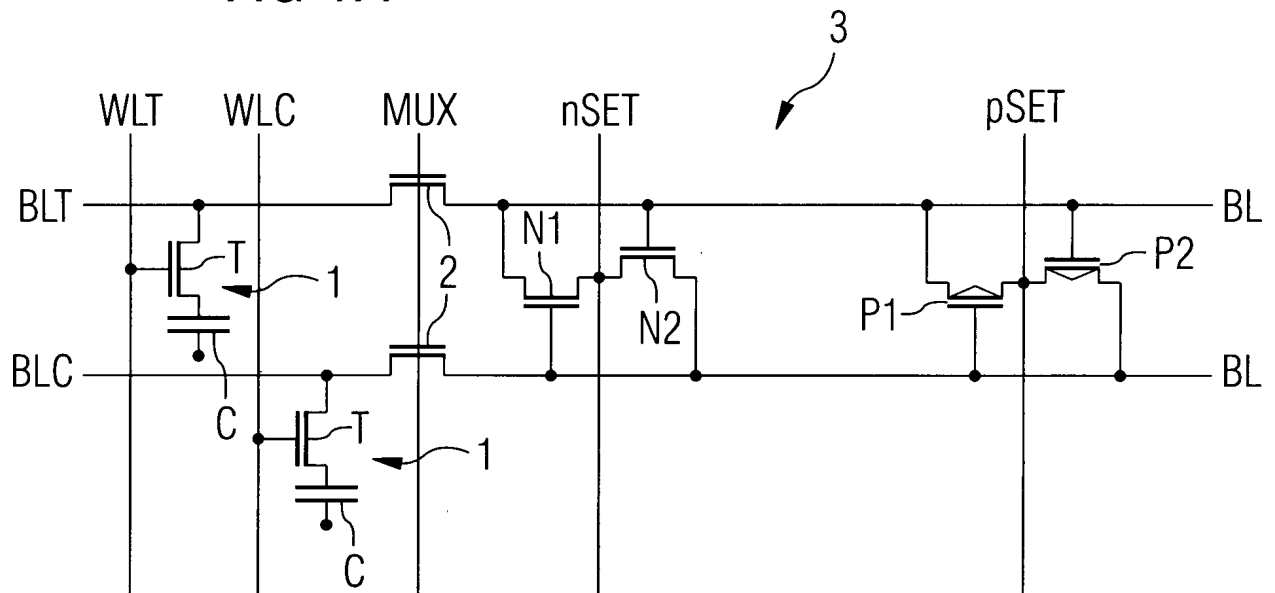 3
WLT WLC MUX nSET pSET
BLT BL
N1
T 1 2 P2
N2 P1
BLC BL
C T
1
C